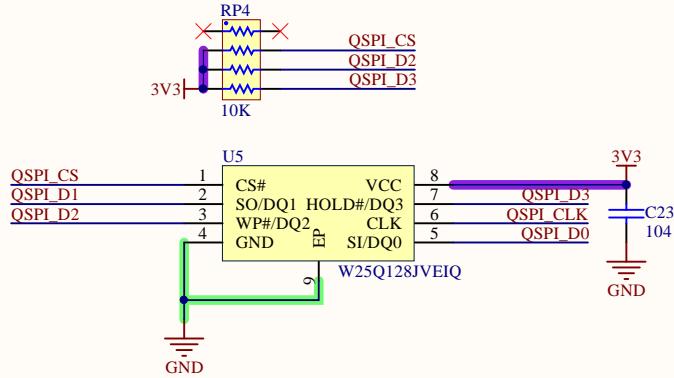 RP4
QSPI_CS
QSPI_D2
QSPI_D3
3V3
10K
U5
3V3
QSPI_CS 1 CS# VCC 8
QSPI_D1 2 SO/DQ1 HOLD#/DQ3 7 QSPI_D3
QSPI_D2 3 WP#/DQ2 CLK 6 QSPI_CLK
4 GND EP SI/DQ0 5 QSPI_D0
C23
104
9
W25Q128JVEIQ
GND
GND